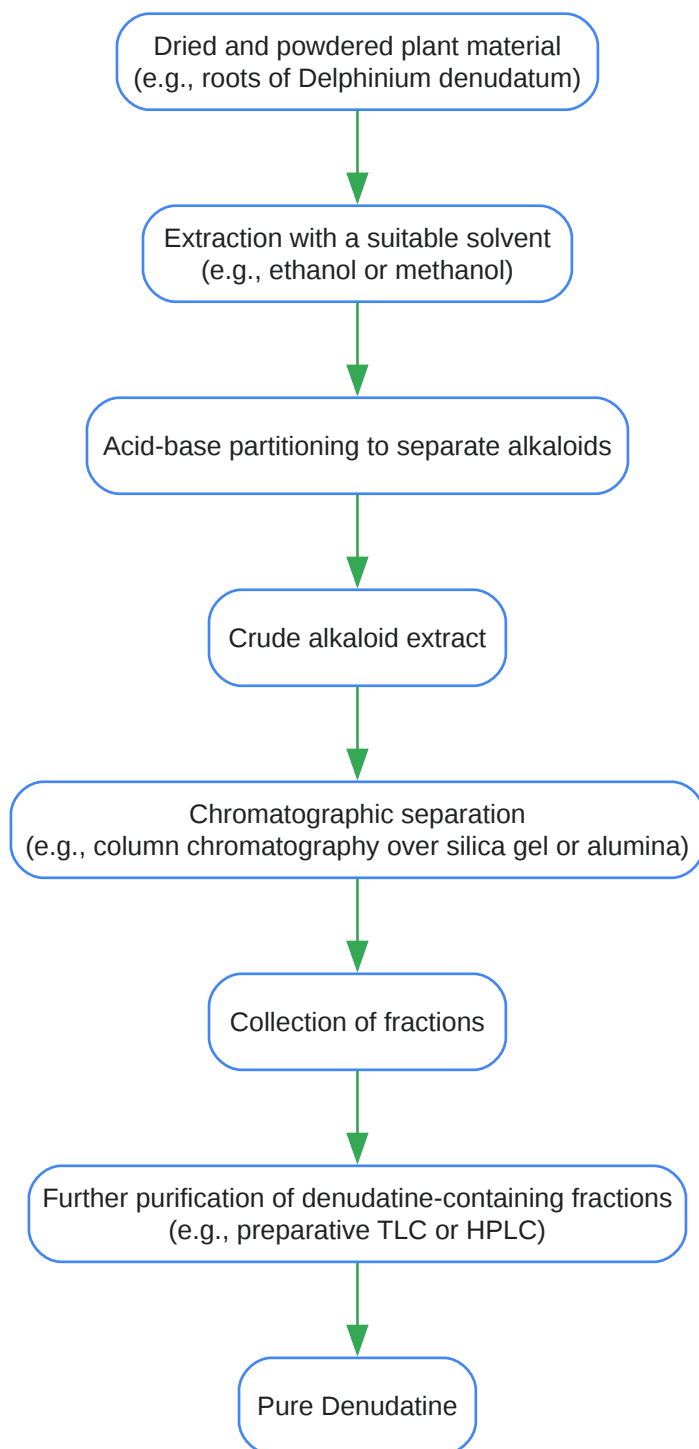 Dried and powdered plant material
(e.g., roots of Delphinium denudatum)
Extraction with a suitable solvent
(e.g., ethanol or methanol)
Acid-base partitioning to separate alkaloids
Crude alkaloid extract
Chromatographic separation
(e.g., column chromatography over silica gel or alumina)
Collection of fractions
Further purification of denudatine-containing fractions
(e.g., preparative TLC or HPLC)
Pure Denudatine